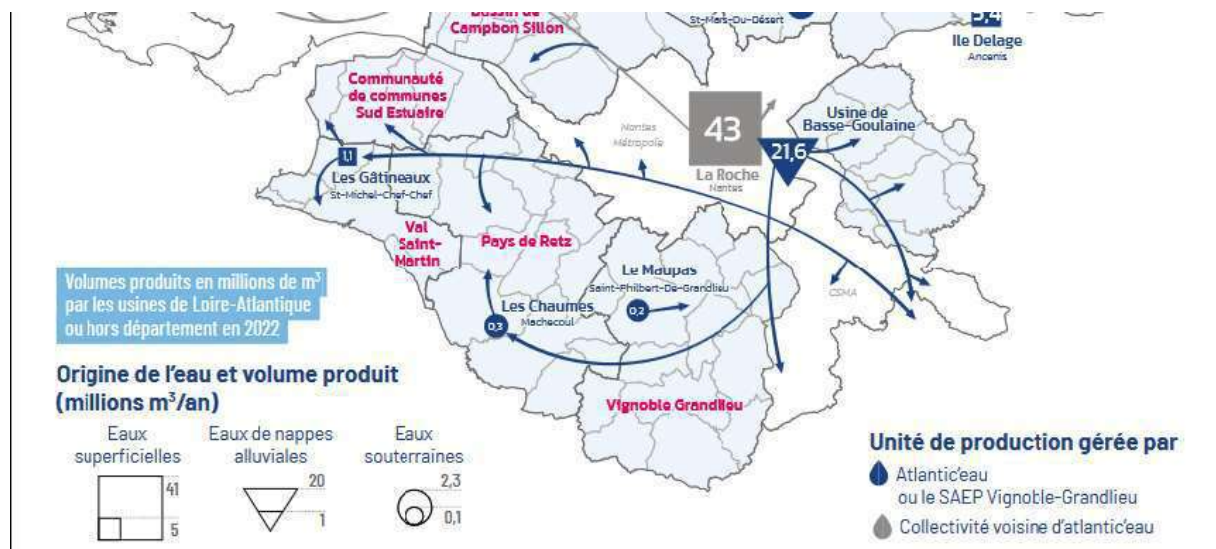 Bassin de
Campbon Sillon
St-Mars-Du-Désert
3,4
Ile Delage
Ancenis
Communauté
de communes
Sud Estuaire
Nantes
Métropole
43
La Roche
Nantes
21,6
Usine de
Basse-Goulaine
1,1
Les Gâtineaux
St-Michel-Chef-Chef
Val
Saint-
Martin
Pays de Retz
Le Maupas
Saint-Philbert-De-Grandlieu
0,2
CSMA
Les Chaumes
Machecoul
0,3
Vignoble Grandlieu
Volumes produits en millions de m³
par les usines de Loire-Atlantique
ou hors département en 2022
Origine de l'eau et volume produit
(millions m³/an)
Eaux
superficielles
41
5
Eaux de nappes
alluviales
20
1
Eaux
souterraines
2,3
0,1
Unité de production gérée par
Atlantic'eau
ou le SAEP Vignoble-Grandlieu
Collectivité voisine d'atlantic'eau